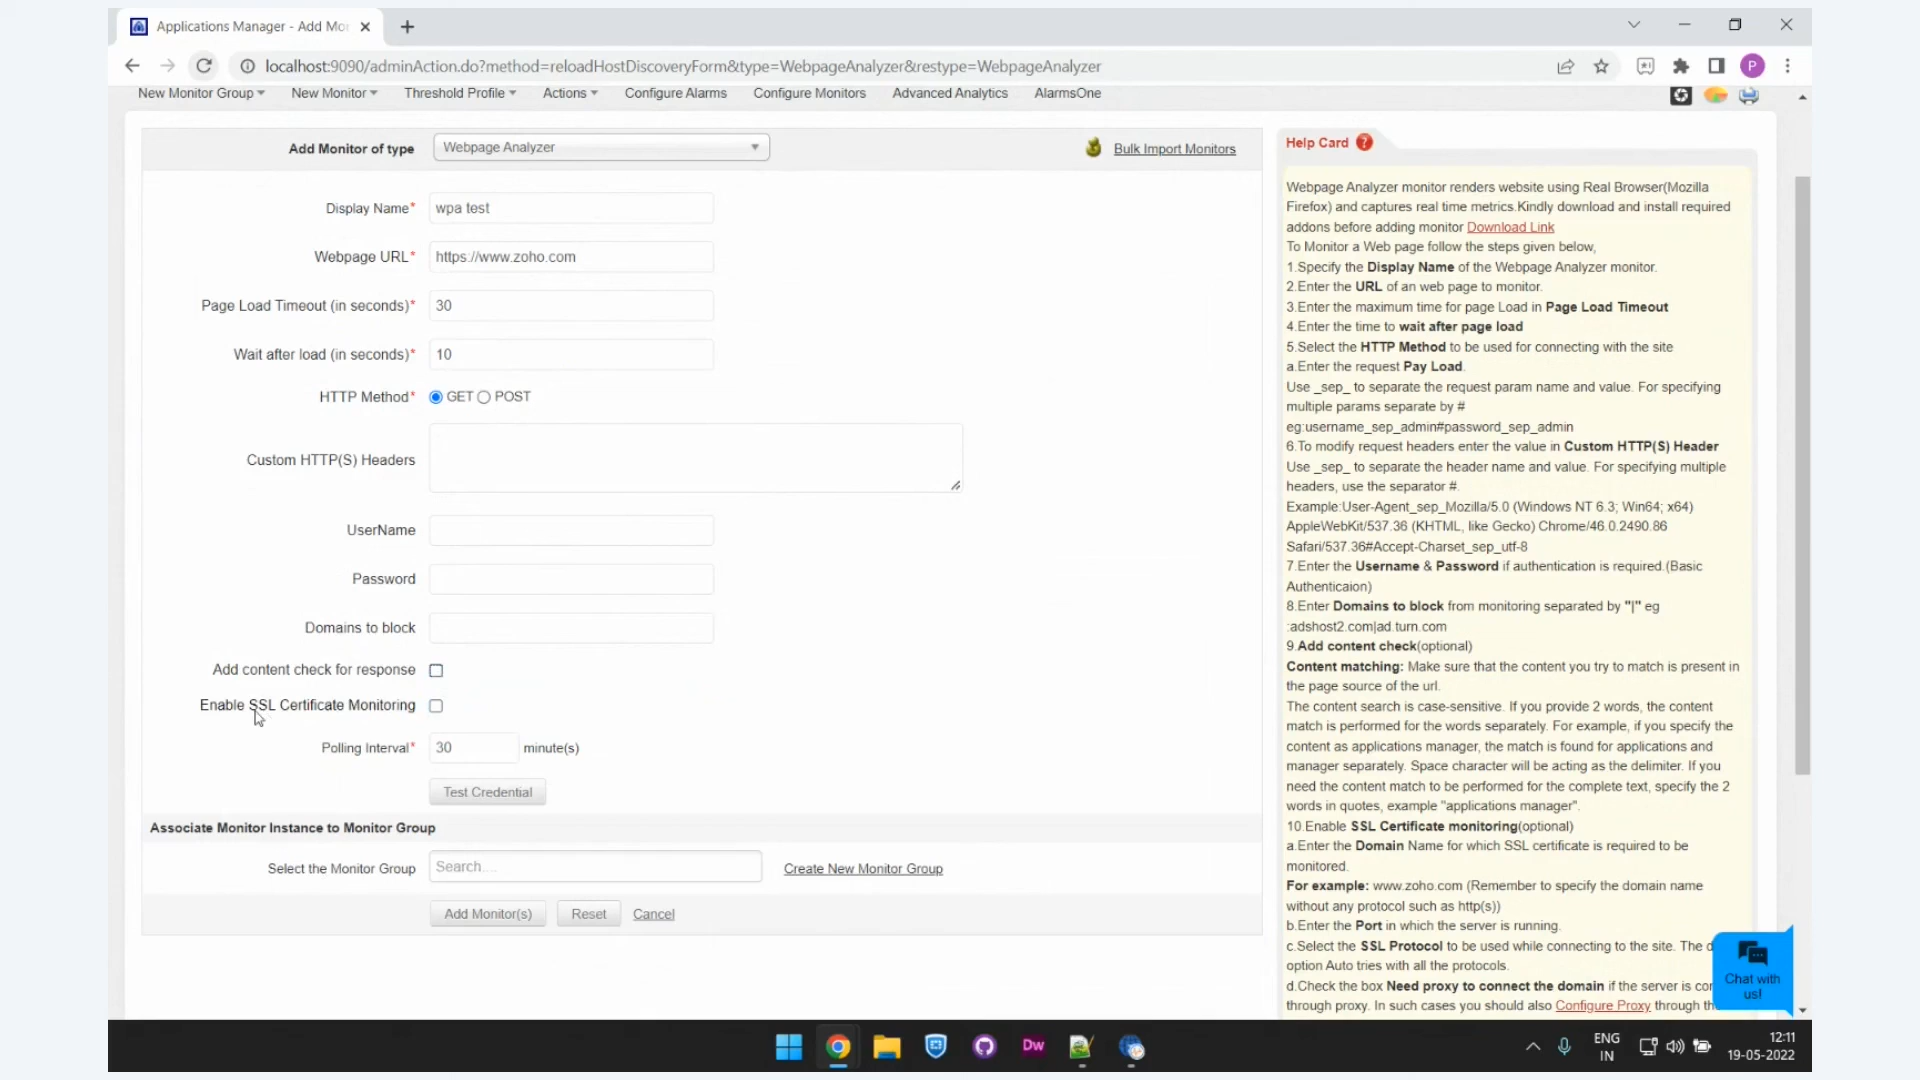 Applications Manager - Add Mo
localhost:9090/adminAction.do?method=reloadHostDiscoveryForm&type=WebpageAnalyzer&restype=WebpageAnalyzer
P
New Monitor Group New Monitor Threshold Profile Actions Configure Alarms Configure Monitors Advanced Analytics AlarmsOne
Add Monitor of type Webpage Analyzer Bulk Import Monitors
Display Name* wpa test
Webpage URL* https://www.zoho.com
Page Load Timeout (in seconds)* 30
Wait after load (in seconds)* 10
HTTP Method* GET POST
Custom HTTP(S) Headers
UserName
Password
Domains to block
Add content check for response
Enable SSL Certificate Monitoring
Polling Interval* 30 minute(s)
Test Credential
Associate Monitor Instance to Monitor Group
Select the Monitor Group Search.... Create New Monitor Group
Add Monitor(s) Reset Cancel
Help Card ?
Webpage Analyzer monitor renders website using Real Browser(Mozilla
Firefox) and captures real time metrics.Kindly download and install required
addons before adding monitor Download Link
To Monitor a Web page follow the steps given below,
1.Specify the Display Name of the Webpage Analyzer monitor.
2.Enter the URL of an web page to monitor.
3.Enter the maximum time for page Load in Page Load Timeout
4.Enter the time to wait after page load
5.Select the HTTP Method to be used for connecting with the site
a.Enter the request Pay Load.
Use _sep_ to separate the request param name and value. For specifying
multiple params separate by #
eg:username_sep_admin#password_sep_admin
6.To modify request headers enter the value in Custom HTTP(S) Header
Use _sep_ to separate the header name and value. For specifying multiple
headers, use the separator #.
Example:User-Agent_sep_Mozilla/5.0 (Windows NT 6.3; Win64; x64)
AppleWebKit/537.36 (KHTML, like Gecko) Chrome/46.0.2490.86
Safari/537.36#Accept-Charset_sep_utf-8
7.Enter the Username & Password if authentication is required.(Basic
Authenticaion)
8.Enter Domains to block from monitoring separated by "|" eg
:adshost2.com|ad.turn.com
9.Add content check(optional)
Content matching: Make sure that the content you try to match is present in
the page source of the url.
The content search is case-sensitive. If you provide 2 words, the content
match is performed for the words separately. For example, if you specify the
content as applications manager, the match is found for applications and
manager separately. Space character will be acting as the delimiter. If you
need the content match to be performed for the complete text, specify the 2
words in quotes, example "applications manager".
10.Enable SSL Certificate monitoring(optional)
a.Enter the Domain Name for which SSL certificate is required to be
monitored.
For example: www.zoho.com (Remember to specify the domain name
without any protocol such as http(s))
b.Enter the Port in which the server is running.
c.Select the SSL Protocol to be used while connecting to the site. The d
option Auto tries with all the protocols.
d.Check the box Need proxy to connect the domain if the server is co
through proxy. In such cases you should also Configure Proxy through th
Chat with
us!
Dw
ENG
IN
12:11
19-05-2022